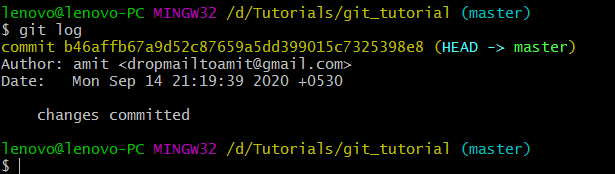 lenovo@lenovo-PC MINGW32 /d/Tutorials/git_tutorial (master)
$ git log
commit b46affb67a9d52c87659a5dd399015c7325398e8 (HEAD -> master)
Author: amit <dropmailtoamit@gmail.com>
Date:   Mon Sep 14 21:19:39 2020 +0530
    changes committed
lenovo@lenovo-PC MINGW32 /d/Tutorials/git_tutorial (master)
$